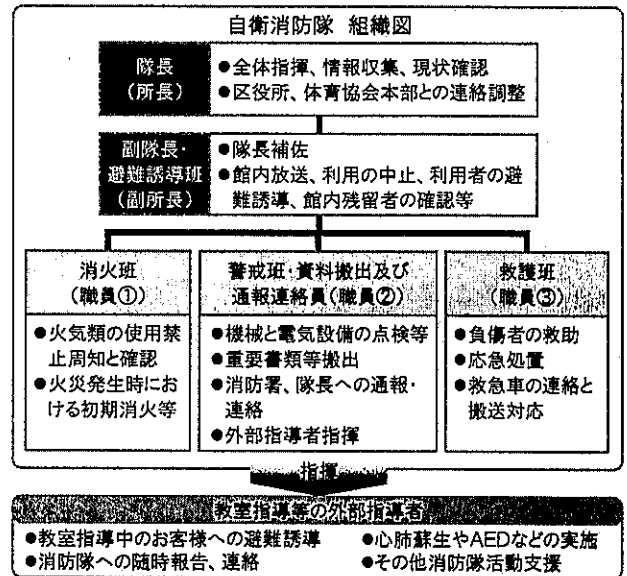 自衛消防隊 組織図
隊長
(所長)
●全体指揮、情報収集、現状確認
●区役所、体育協会本部との連絡調整
副隊長・
避難誘導班
(副所長)
●隊長補佐
●館内放送、利用の中止、利用者の避
難誘導、館内残留者の確認等
消火班
(職員①)
●火気類の使用禁
止周知と確認
●火災発生時にお
ける初期消火等
警戒班・資料搬出及び
通報連絡員(職員②)
●機械と電気設備の点検等
●重要書類等搬出
●消防署、隊長への通報・
連絡
●外部指導者指揮
救護班
(職員③)
●負傷者の救助
●応急処置
●救急車の連絡と
搬送対応
指揮
教室指導等の外部指導者
●教室指導中のお客様への避難誘導
●消防隊への随時報告、連絡
●心肺蘇生やAEDなどの実施
●その他消防隊活動支援